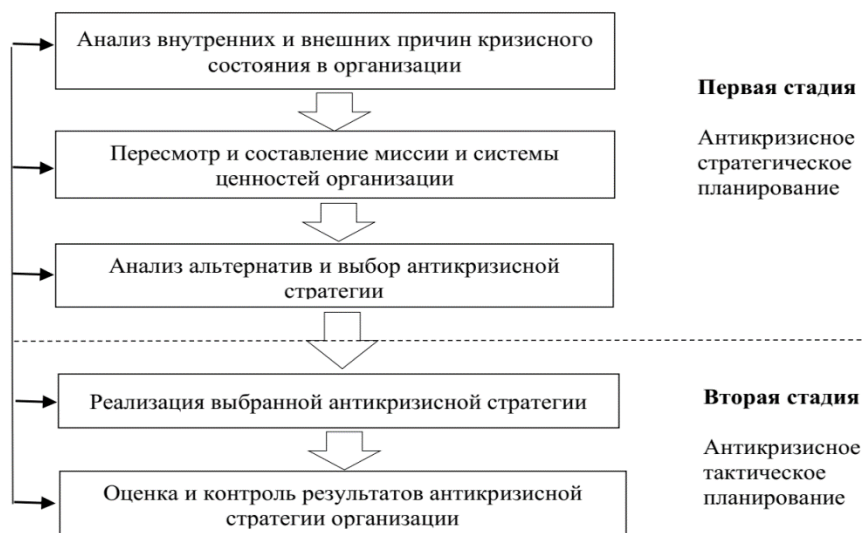 Анализ внутренних и внешних причин кризисного
состояния в организации
Первая стадия
Антикризисное
стратегическое
планирование
Пересмотр и составление миссии и системы
ценностей организации
Анализ альтернатив и выбор антикризисной
стратегии
Реализация выбранной антикризисной стратегии
Вторая стадия
Антикризисное
тактическое
планирование
Оценка и контроль результатов антикризисной
стратегии организации